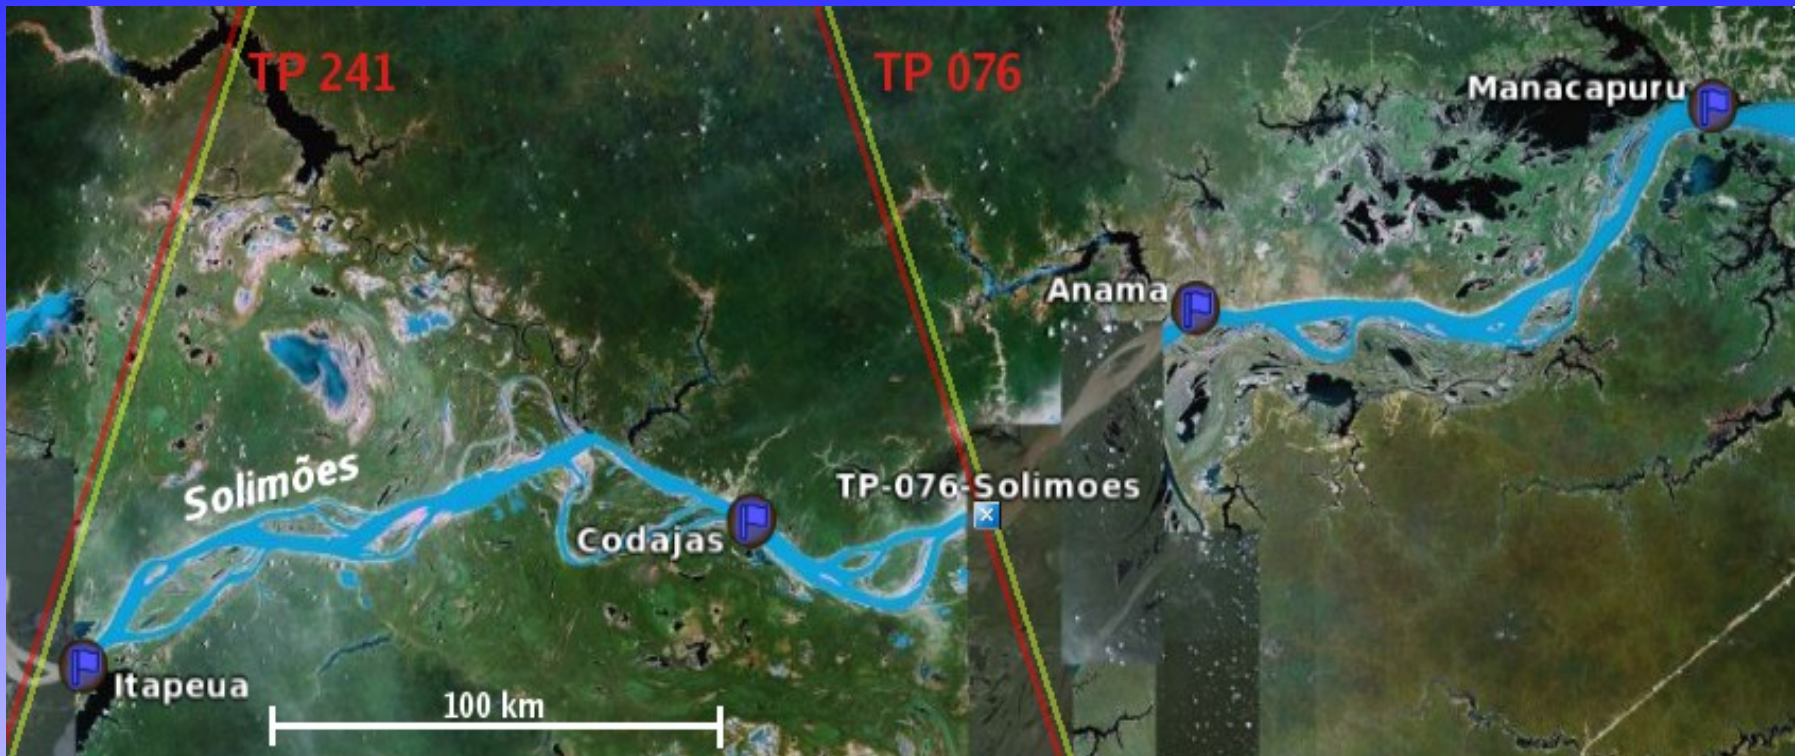 TP 241
TP 076
Manacapuru
Anama
Solimões
TP-076-Solimoes
Codajas
Itapeua
100 km